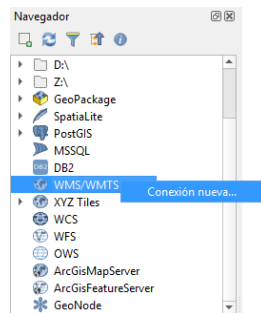 Navegador
D:\
Z:\
GeoPackage
SpatiaLite
PostGIS
MSSQL
DB2
DB2
WMS/WMTS
Conexión nueva...
XYZ Tiles
WCS
WFS
OWS
ArcGisMapServer
ArcGisFeatureServer
GeoNode